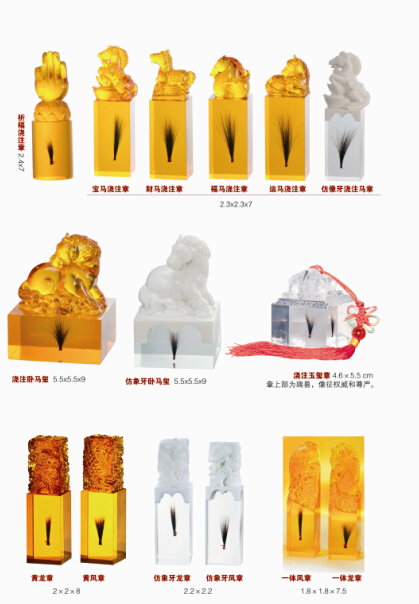 祈福浇注章 2.4x7
宝马浇注章 财马浇注章 福马浇注章 运马浇注章 仿像牙浇注马章
2.3x2.3x7
浇注卧马玺 5.5x5.5x9 仿象牙卧马玺 5.5x5.5x9 浇注玉玺章 4.6×5.5 cm
章上部为瑞兽，像征权威和尊严。
黄龙章 黄凤章 仿象牙龙章 仿象牙凤章 一体凤章 一体龙章
2×2×8 2.2×2.2 1.8×1.8×7.5